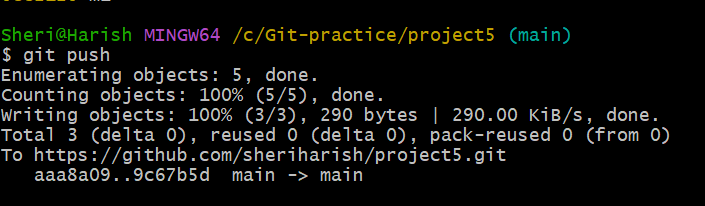 Sheri@Harish MINGW64 /c/Git-practice/project5 (main)
$ git push
Enumerating objects: 5, done.
Counting objects: 100% (5/5), done.
Writing objects: 100% (3/3), 290 bytes | 290.00 KiB/s, done.
Total 3 (delta 0), reused 0 (delta 0), pack-reused 0 (from 0)
To https://github.com/sheriharish/project5.git
   aaa8a09..9c67b5d  main -> main